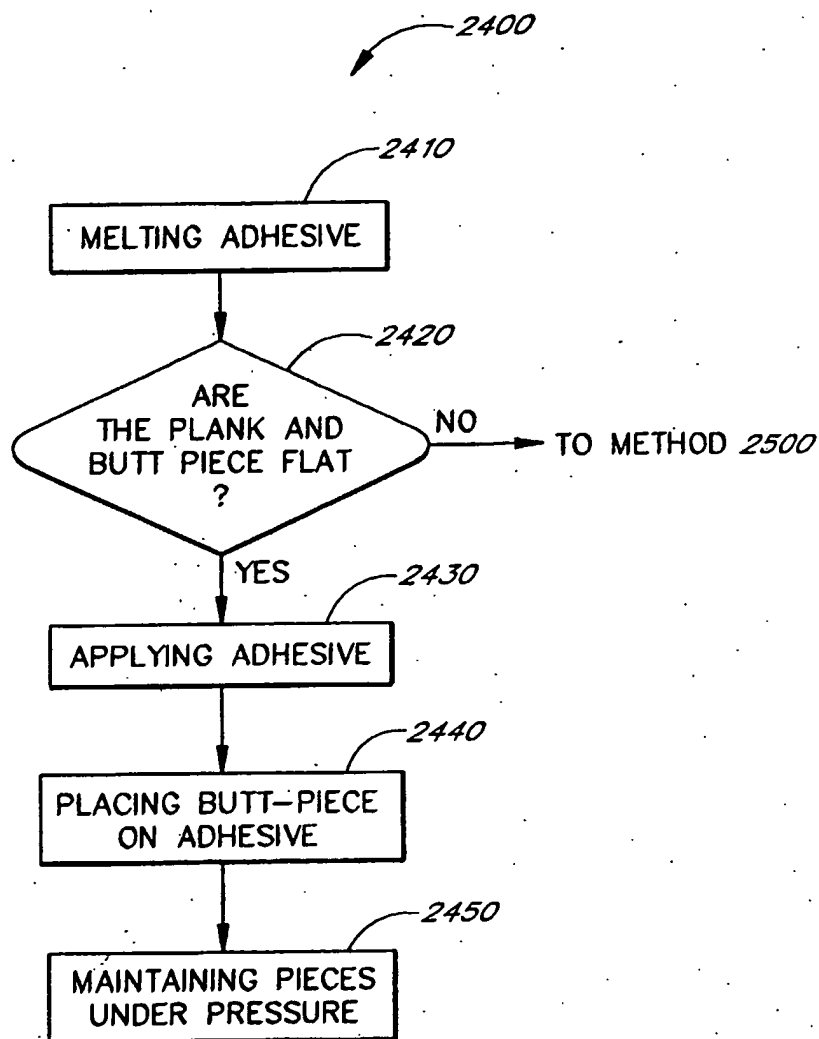 2400
2410
MELTING ADHESIVE
2420
ARE
THE PLANK AND
BUTT PIECE FLAT
?
NO
TO METHOD 2500
YES
2430
APPLYING ADHESIVE
2440
PLACING BUTT-PIECE
ON ADHESIVE
2450
MAINTAINING PIECES
UNDER PRESSURE